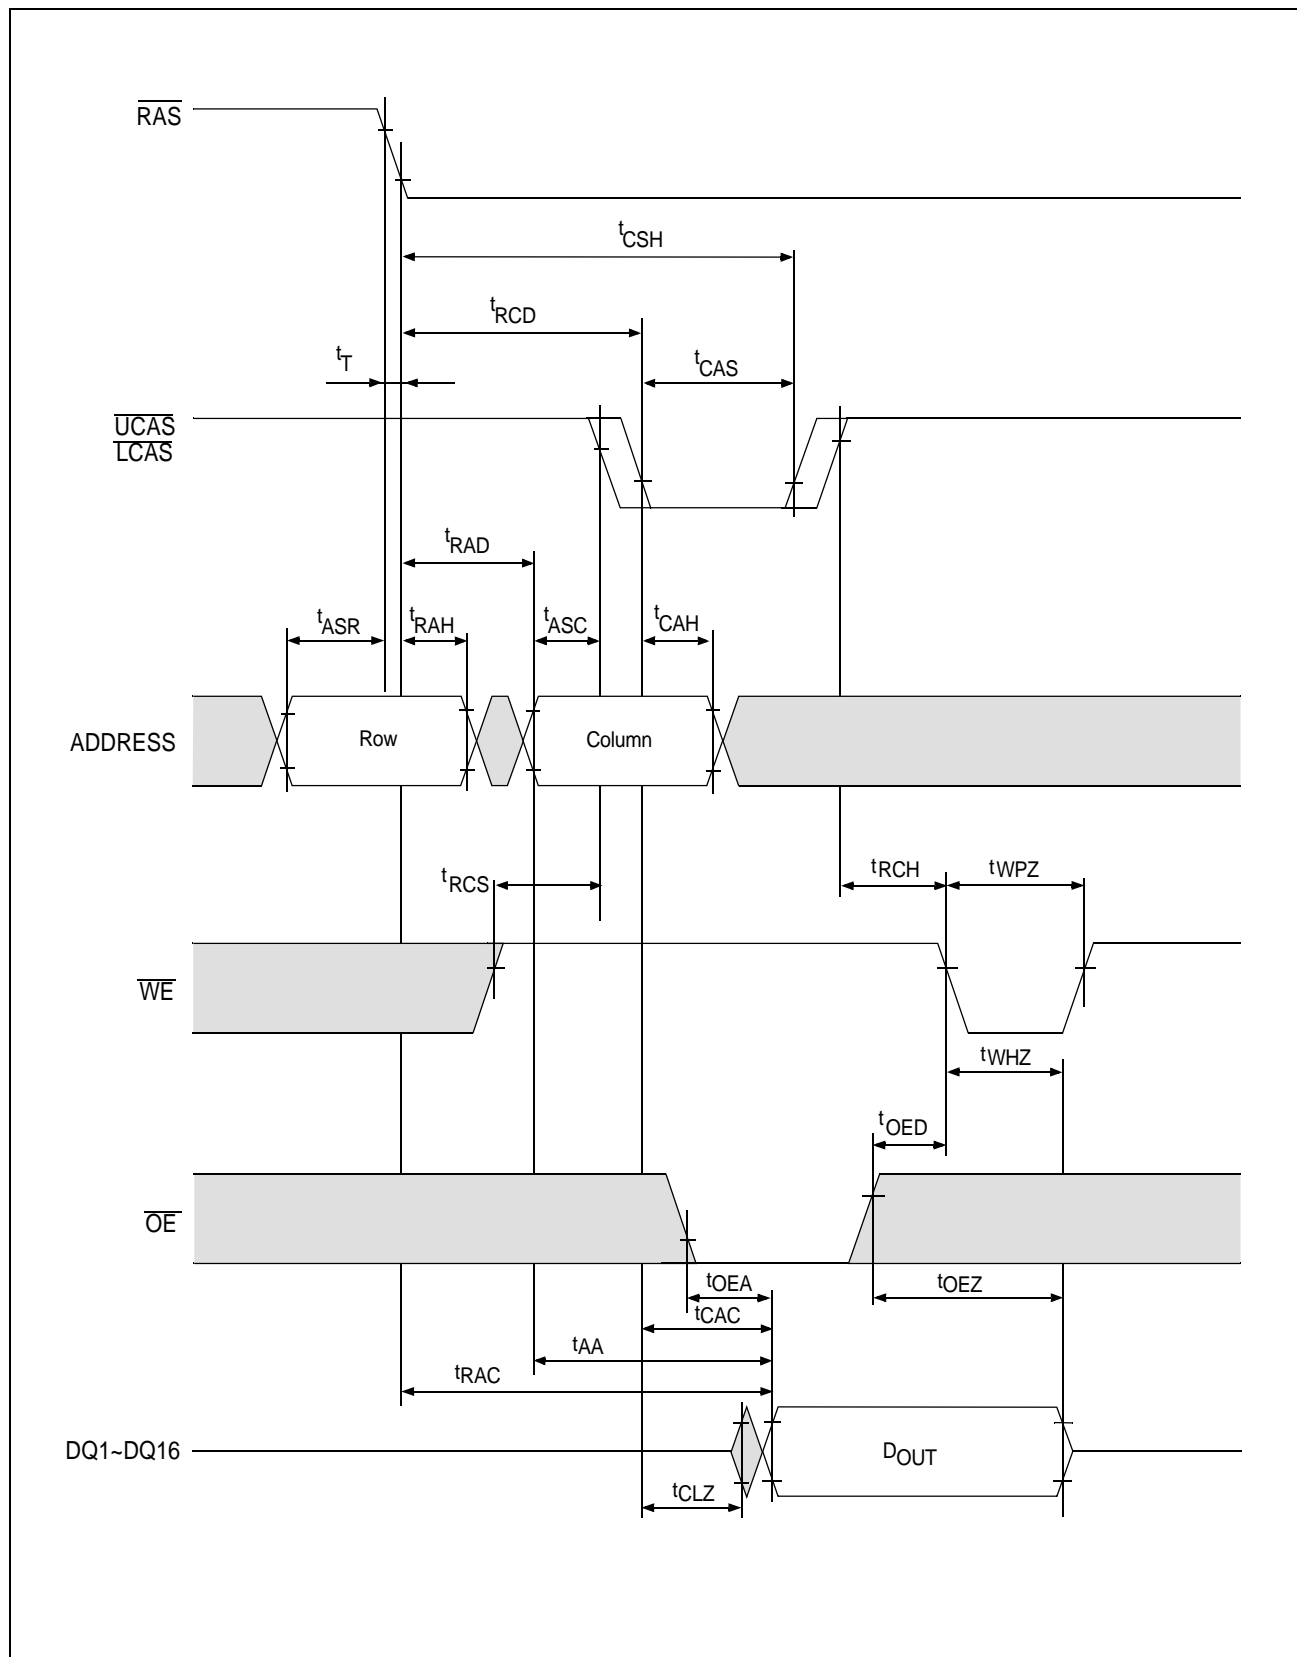 RAS
tCSH
tRCD
tT
tCAS
UCAS
LCAS
tRAD
tASR
tRAH
tASC
tCAH
ADDRESS
Row
Column
tRCS
tRCH
tWPZ
WE
tWHZ
tOED
OE
tOEA
tOEZ
tCAC
tAA
tRAC
DQ1~DQ16
DOUT
tCLZ